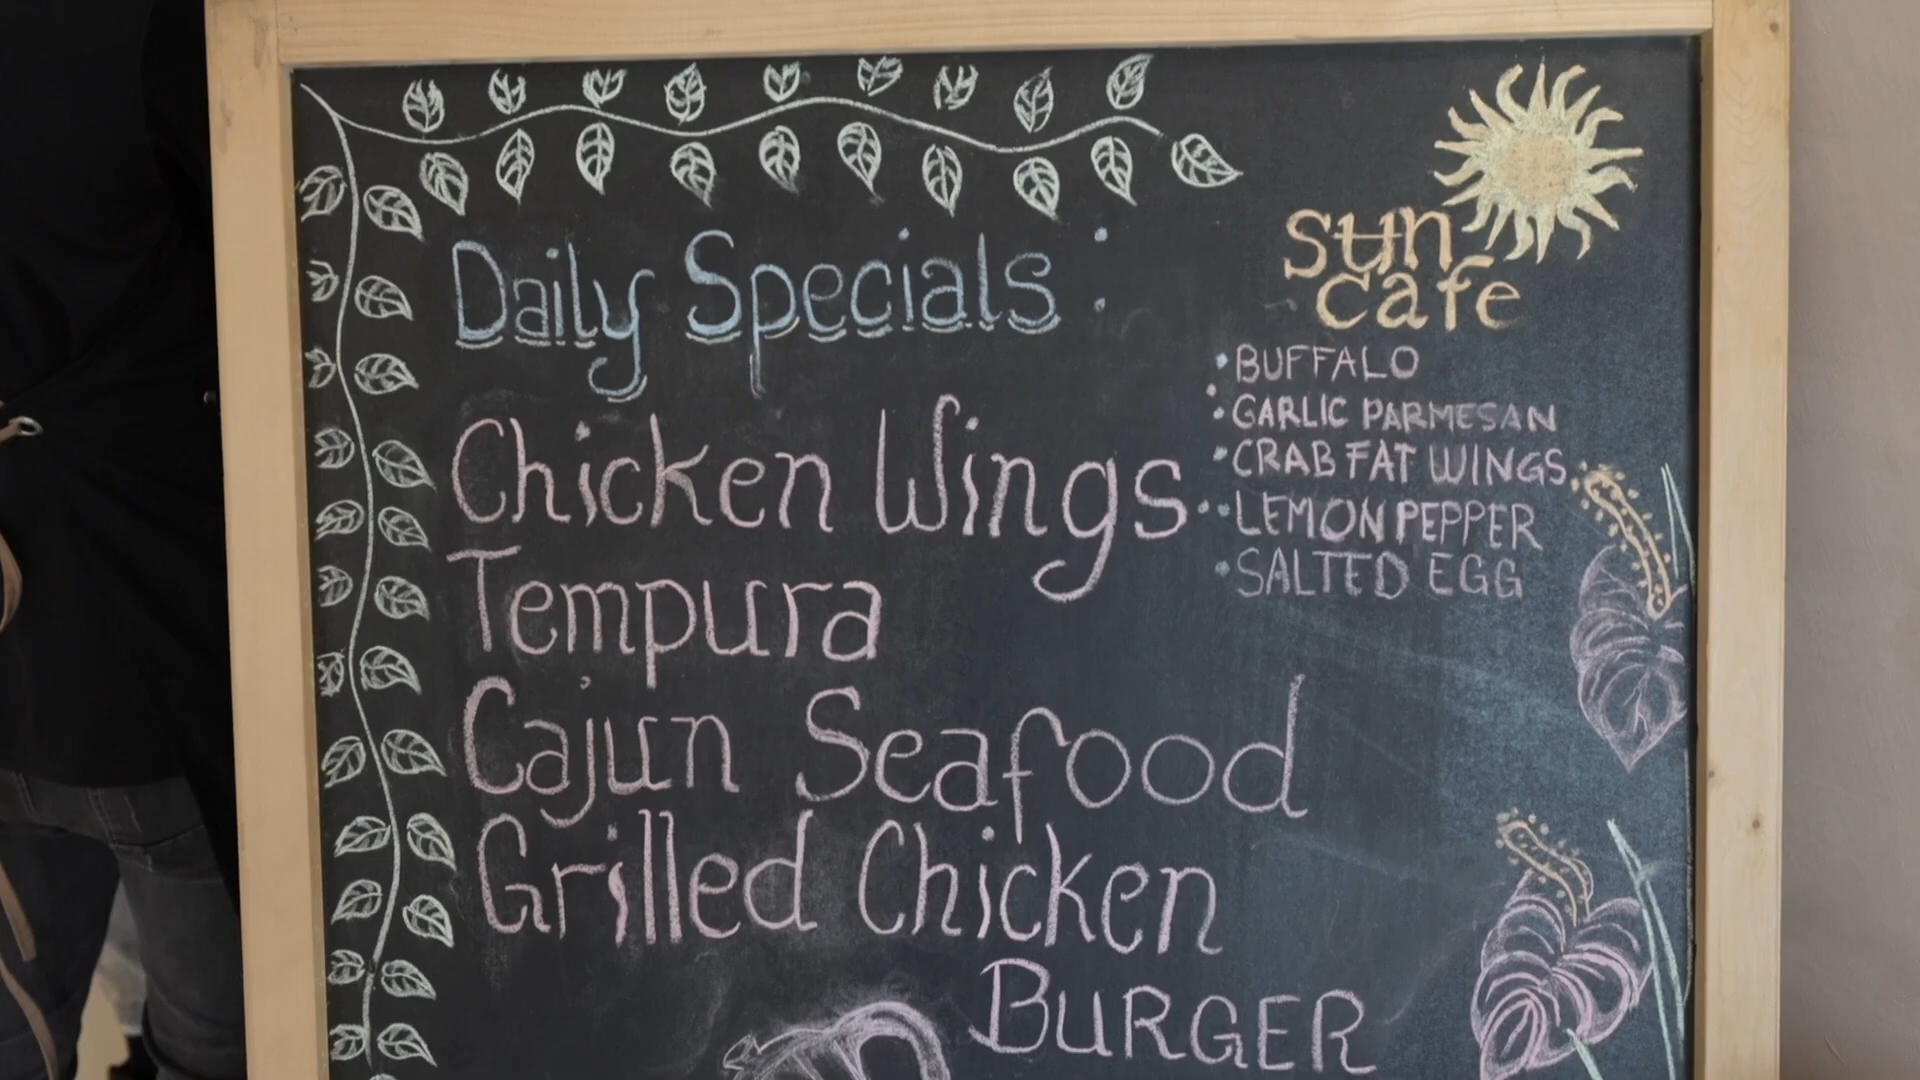 Daily Specials :
sun
cafe
Chicken Wings
• BUFFALO
• GARLIC PARMESAN
• CRAB FAT WINGS
• LEMON PEPPER
• SALTED EGG
Tempura
Cajun Seafood
Grilled Chicken
BURGER